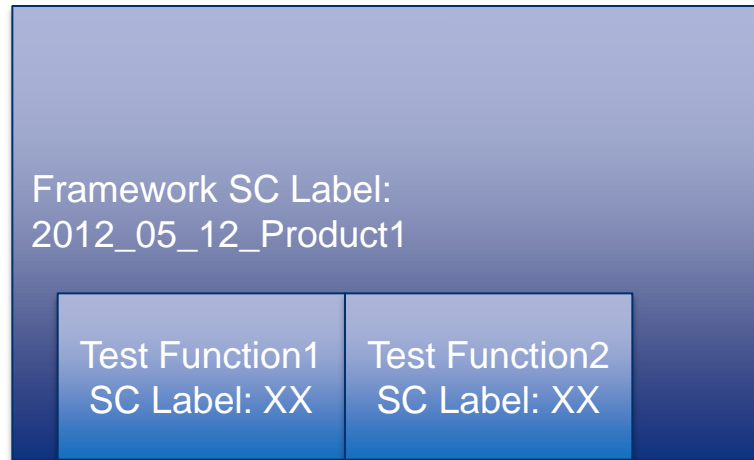 Framework SC Label:
2012_05_12_Product1
Test Function1
SC Label: XX
Test Function2
SC Label: XX